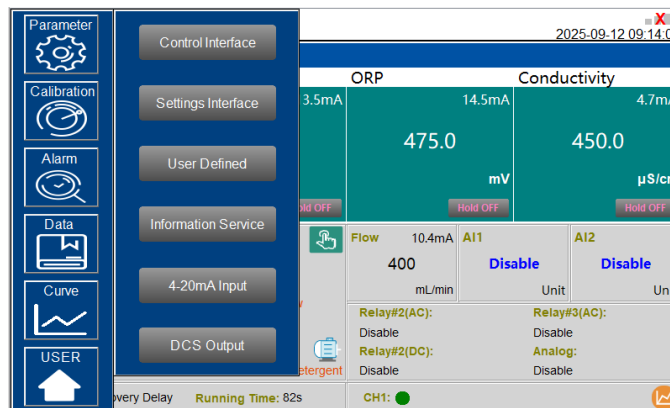 Parameter
Calibration
Alarm
Data
Curve
USER
Control Interface
Settings Interface
User Defined
Information Service
4-20mA Input
DCS Output
X
2025-09-12 09:14:0
ORP
Conductivity
3.5mA
14.5mA
4.7m
475.0
450.0
mV
µS/cm
Hold OFF
Hold OFF
Flow 10.4mA
AI1
AI2
400
Disable
Disable
mL/min
Unit
Un
Relay#2(AC):
Relay#3(AC):
Disable
Disable
Relay#2(DC):
Analog:
Disable
Disable
etergent
overy Delay
Running Time: 82s
CH1: